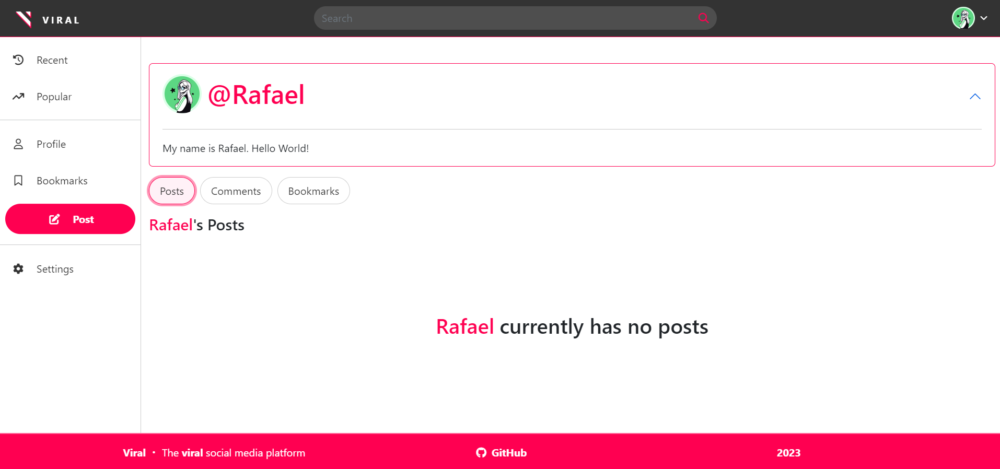 VIRAL
Search
Recent
Popular
Profile
Bookmarks
Post
Settings
@Rafael
My name is Rafael. Hello World!
Posts Comments Bookmarks
Rafael's Posts
Rafael currently has no posts
Viral • The viral social media platform GitHub 2023